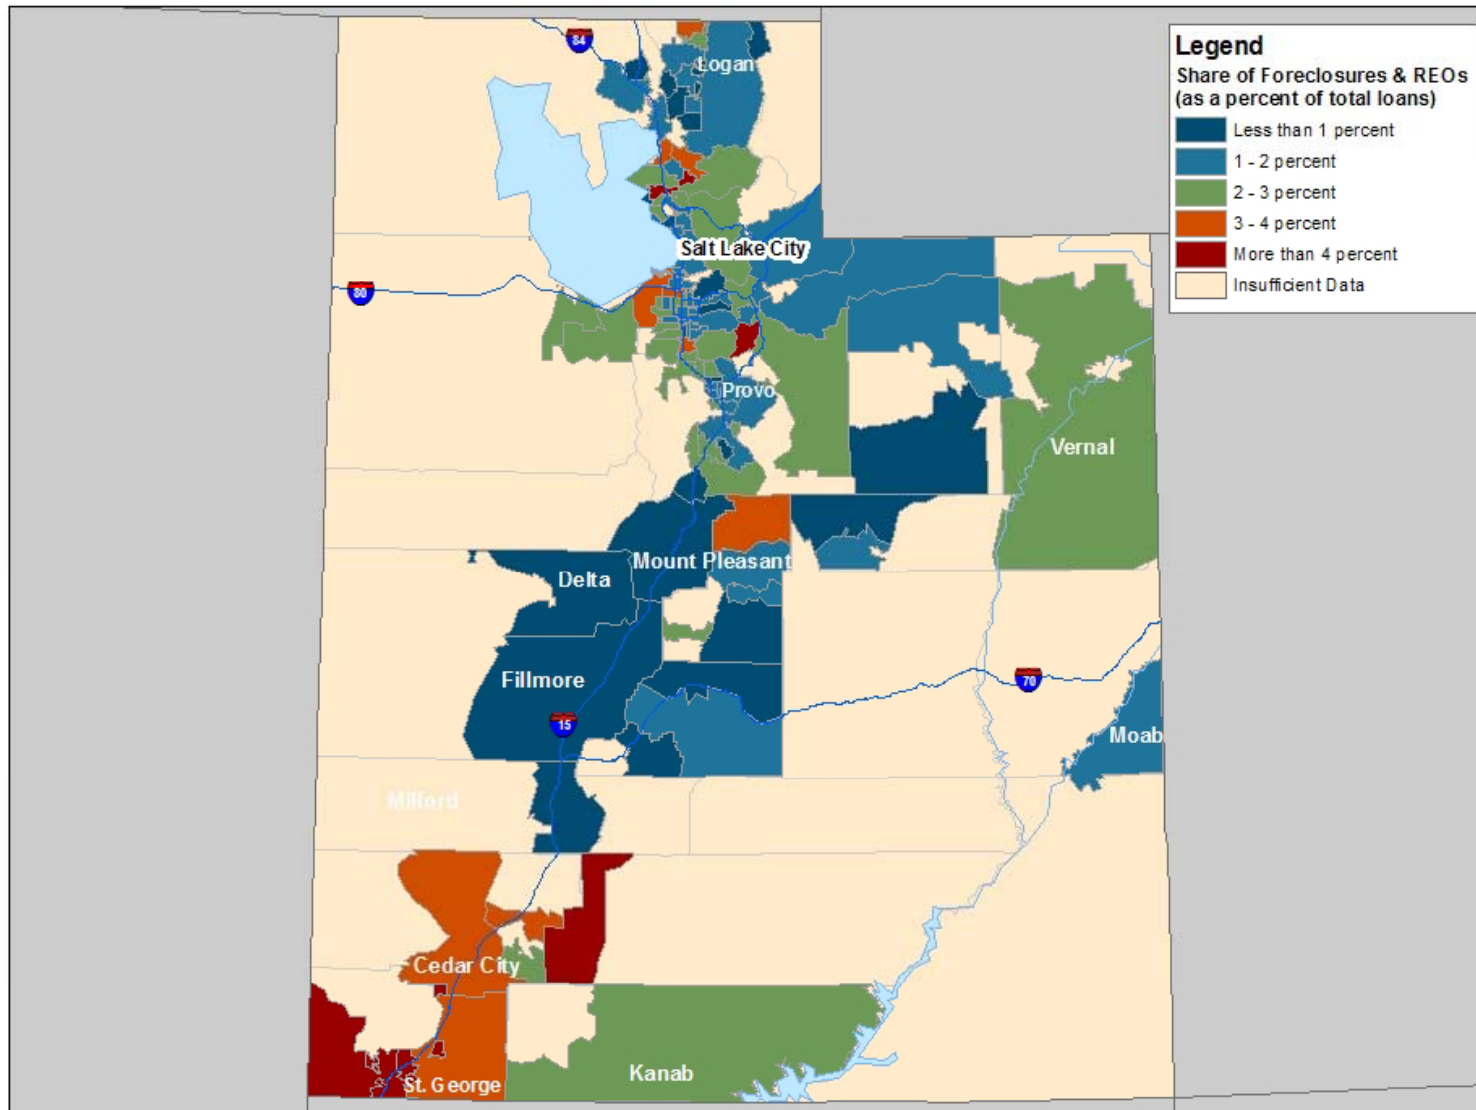 Legend
Share of Foreclosures & REOs
(as a percent of total loans)
Less than 1 percent
1 - 2 percent
2 - 3 percent
3 - 4 percent
More than 4 percent
Insufficient Data
84
Logan
Salt Lake City
80
Provo
Vernal
Mount Pleasant
Delta
Fillmore
70
15
Moab
Milford
Cedar City
Kanab
St. George